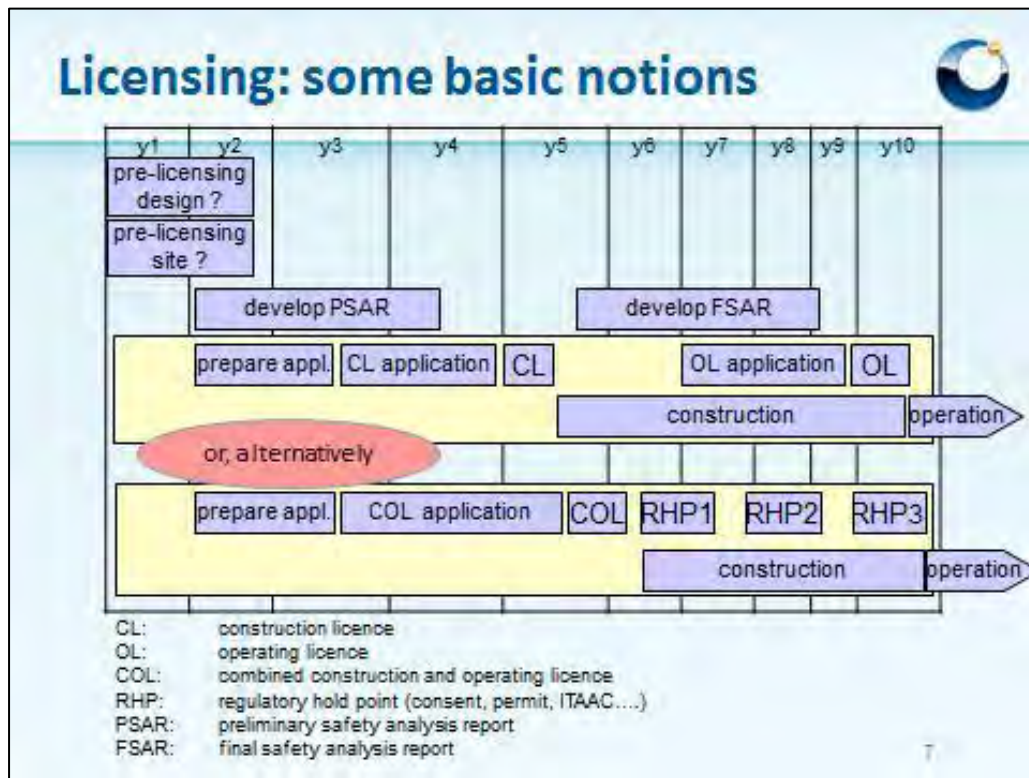 Licensing: some basic notions
y1 y2 y3 y4 y5 y6 y7 y8 y9 y10
pre-licensing
design ?
pre-licensing
site ?
develop PSAR develop FSAR
prepare appl. CL application CL OL application OL
construction operation
or, alternatively
prepare appl. COL application COL RHP1 RHP2 RHP3
construction operation
CL: construction licence
OL: operating licence
COL: combined construction and operating licence
RHP: regulatory hold point (consent, permit, ITAAC....)
PSAR: preliminary safety analysis report
FSAR: final safety analysis report
7